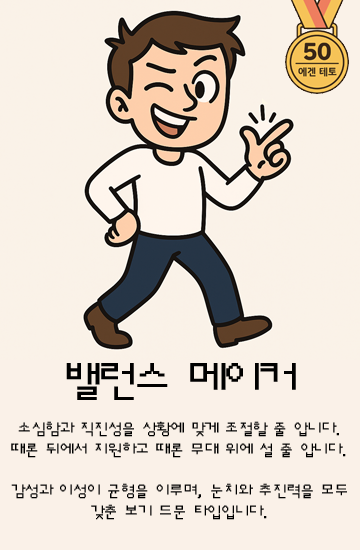 50
에겐 테토
밸런스 메이커
소심함과 직진성을 상황에 맞게 조절할 줄 압니다.
때론 뒤에서 지원하고 때론 무대 위에 설 줄 압니다.
감성과 이성이 균형을 이루며, 눈치와 추진력을 모두
갖춘 보기 드문 타입입니다.